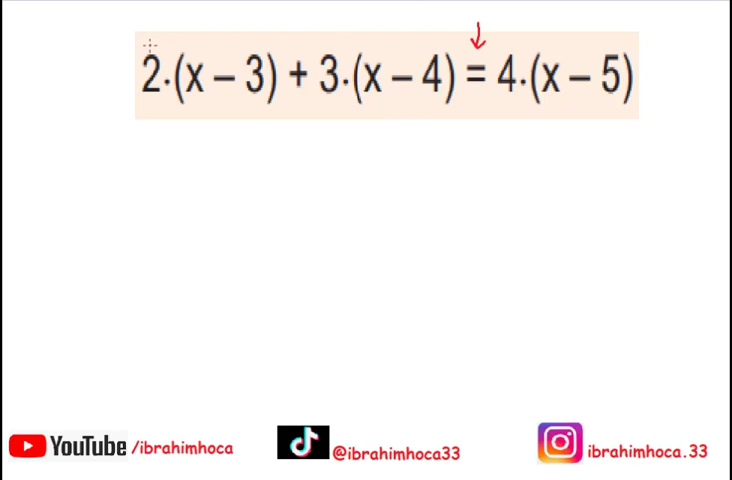 2·(x – 3) + 3·(x – 4) = 4·(x – 5)
YouTube /ibrahimhoca
@ibrahimhoca33
ibrahimhoca.33